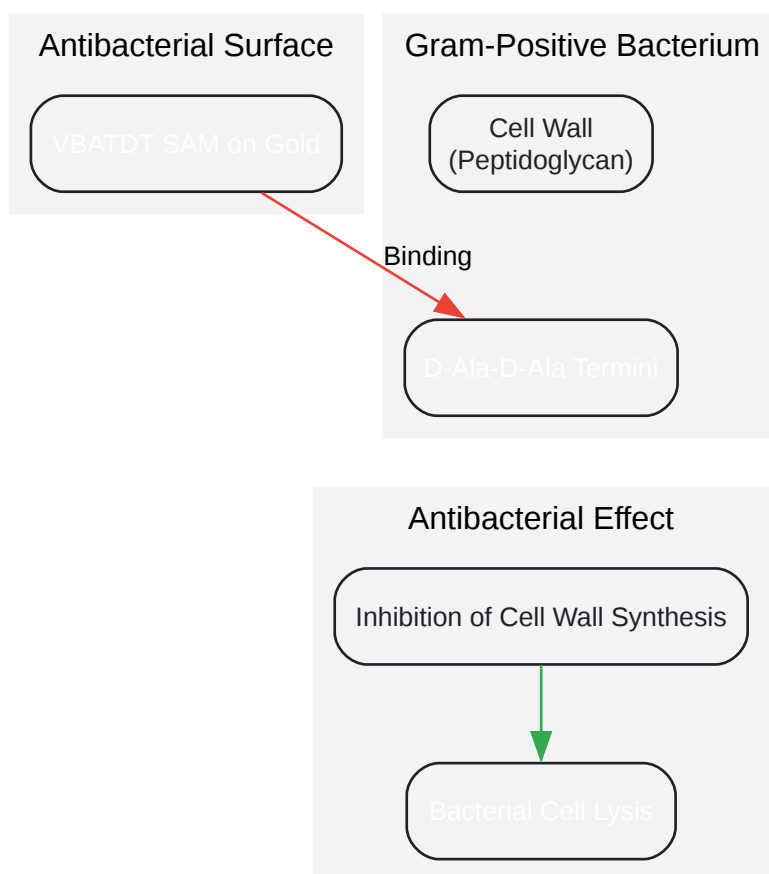 Antibacterial Surface
VBATDT SAM on Gold
Gram-Positive Bacterium
Cell Wall
(Peptidoglycan)
Binding
D-Ala-D-Ala Termini
Antibacterial Effect
Inhibition of Cell Wall Synthesis
Bacterial Cell Lysis